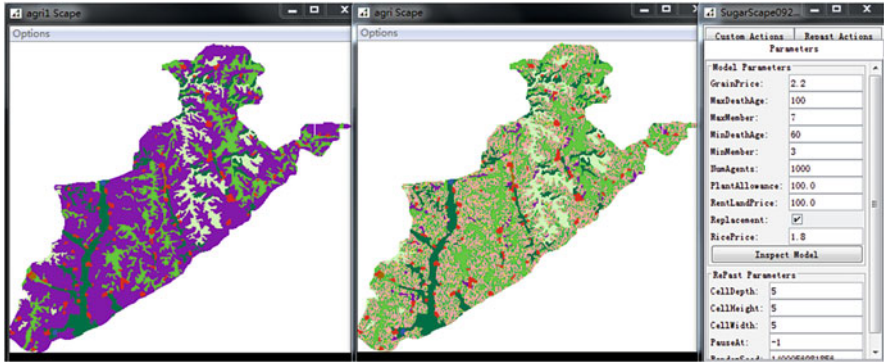 agri1 Scape
Options
agri Scape
Options
SugarScape092...
Custom Actions Repast Actions
Parameters
Model Parameters
GrainPrice: 2.2
MaxDeathAge: 100
MaxMember: 7
MinDeathAge: 60
MinMember: 3
NumAgents: 1000
PlantAllowance: 100.0
RentLandPrice: 100.0
Replacement:
RicePrice: 1.8
Inspect Model
RePast Parameters
CellDepth: 5
CellHeight: 5
CellWidth: 5
PauseAt: -1